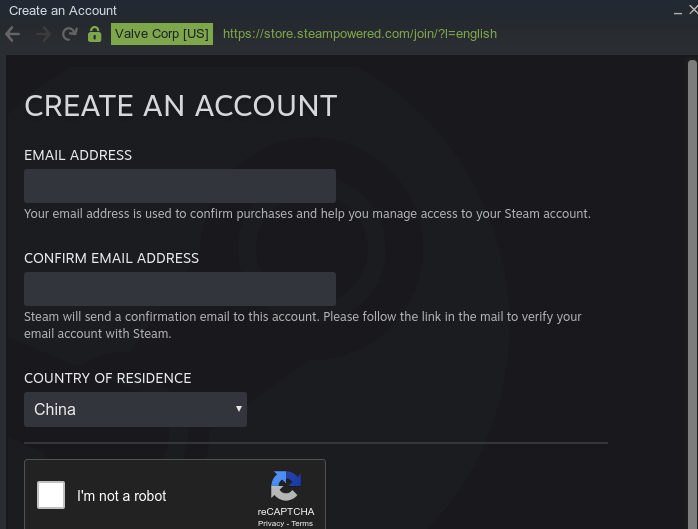 Create an Account
Valve Corp [US] https://store.steampowered.com/join/?l=english
CREATE AN ACCOUNT
EMAIL ADDRESS
Your email address is used to confirm purchases and help you manage access to your Steam account.
CONFIRM EMAIL ADDRESS
Steam will send a confirmation email to this account. Please follow the link in the mail to verify your
email account with Steam.
COUNTRY OF RESIDENCE
China
I'm not a robot
reCAPTCHA
Privacy - Terms